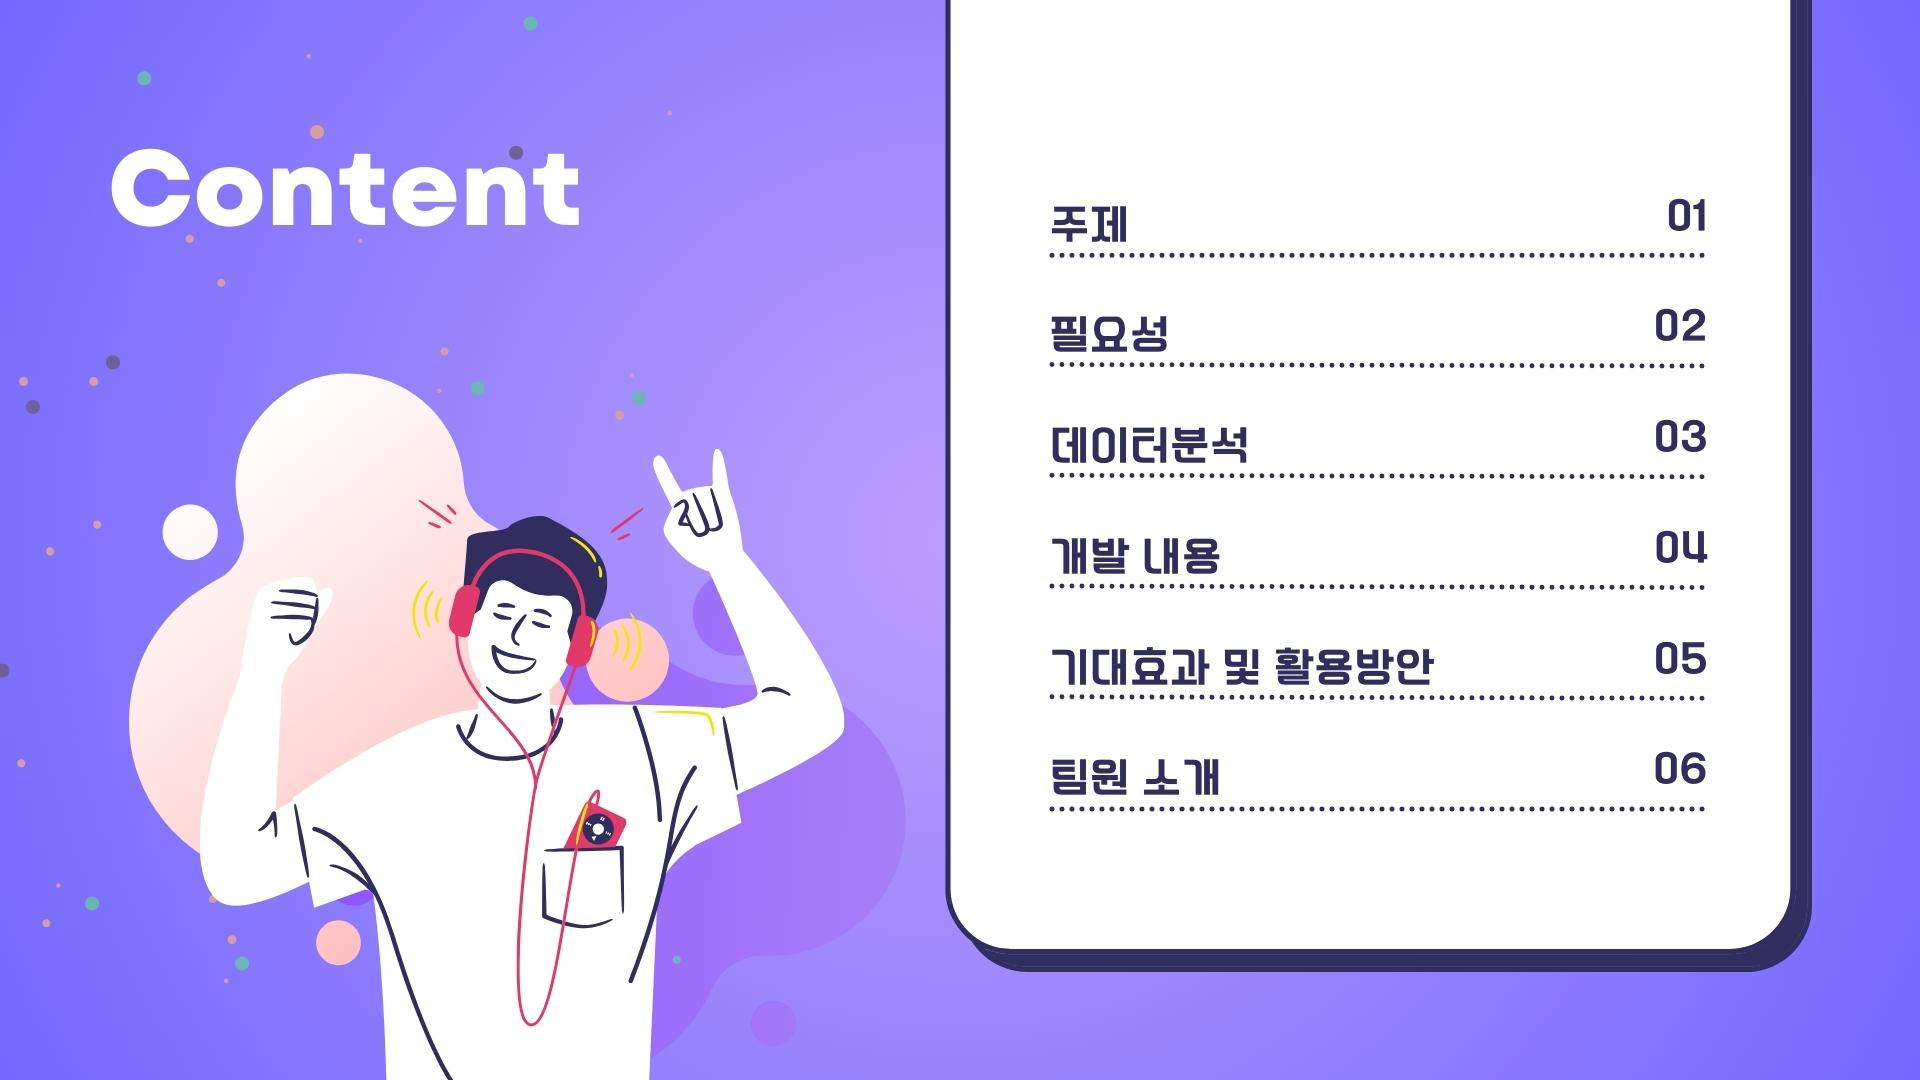 Content
주제 01
필요성 02
데이터분석 03
개발 내용 04
기대효과 및 활용방안 05
팀원 소개 06